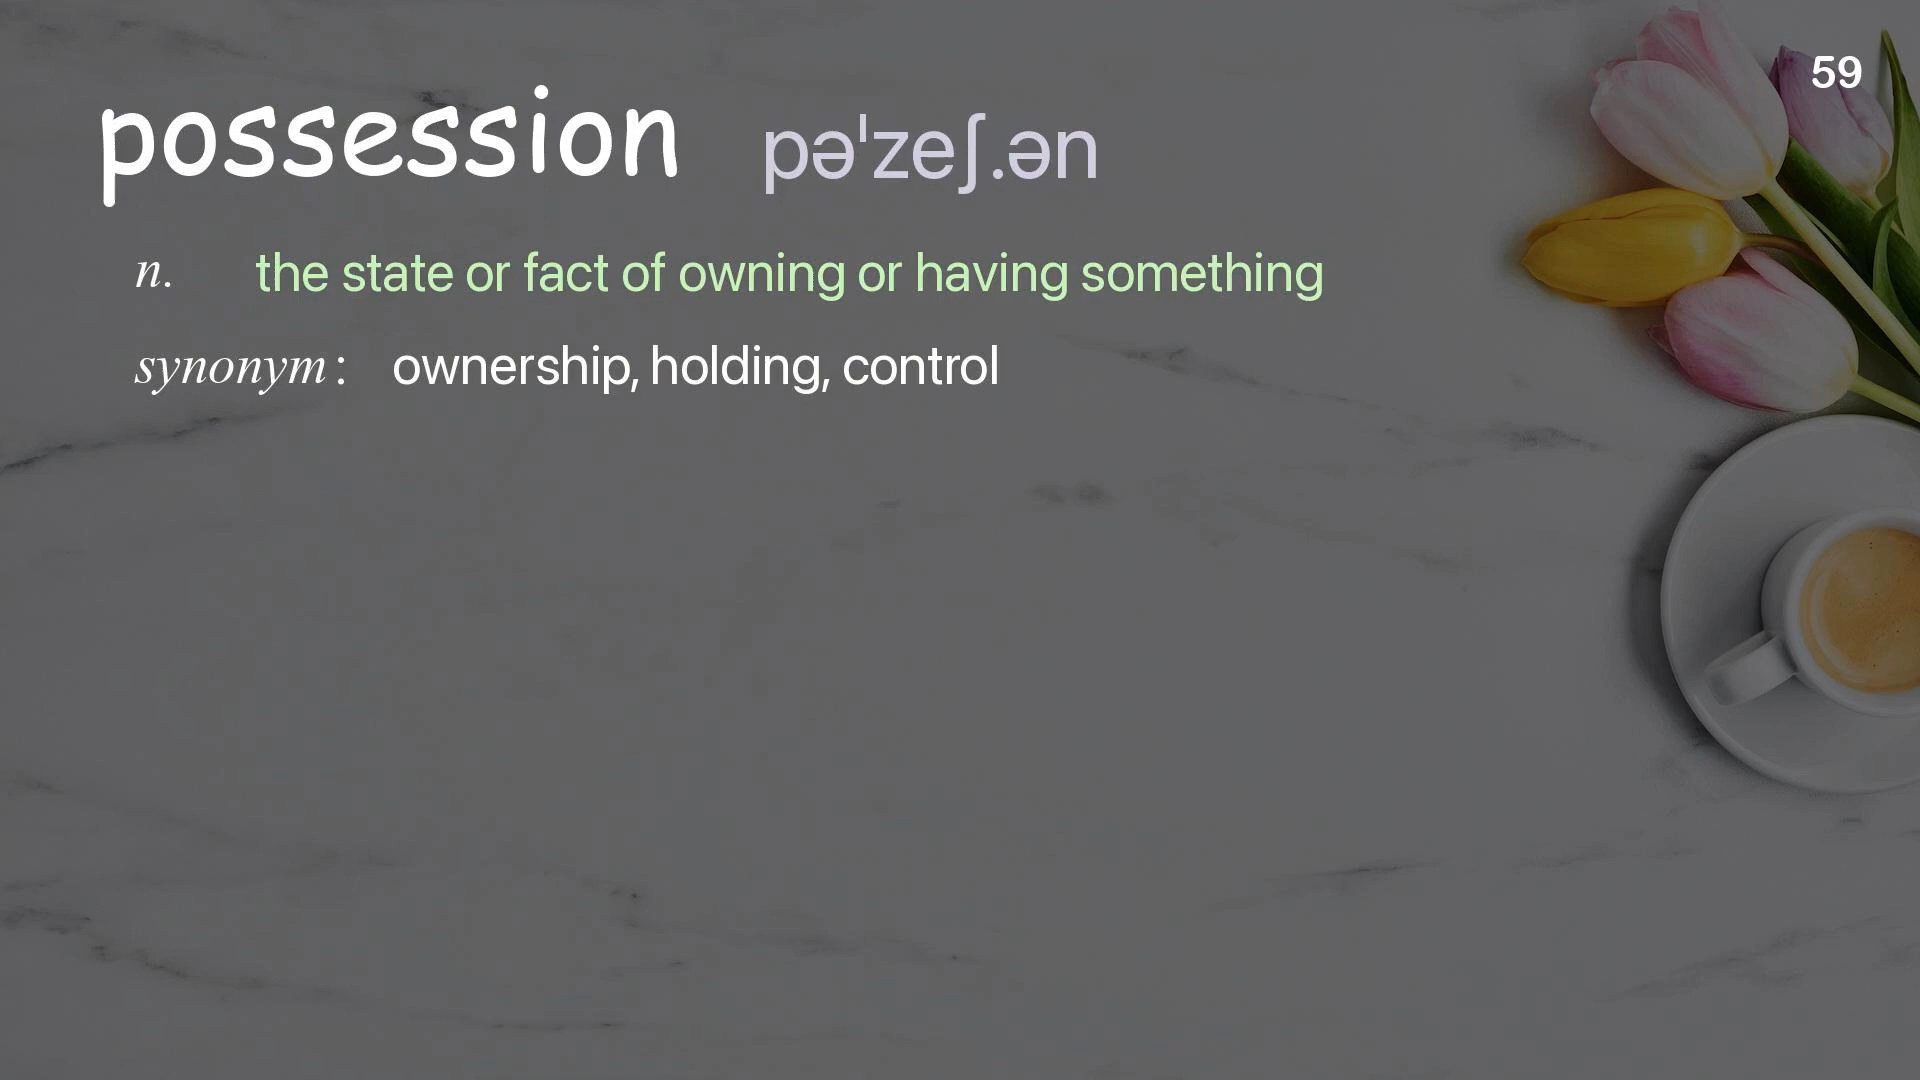 59
possession pəˈzeʃ.ən
n. the state or fact of owning or having something
synonym: ownership, holding, control